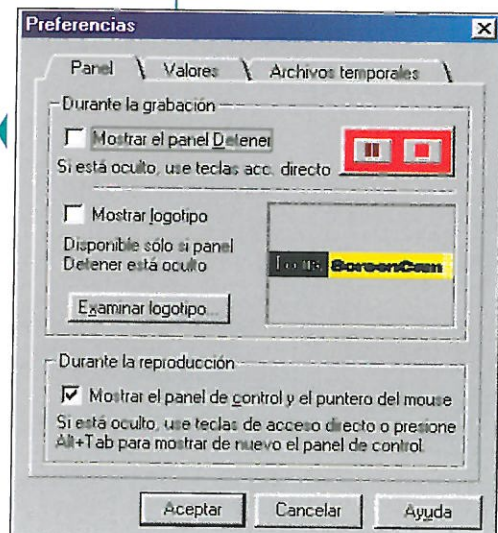 Preferencias
Panel
Valores
Archivos temporales
Durante la grabación
Mostrar el panel Detener
Si está oculto, use teclas acc. directo
Mostrar logotipo
Disponible sólo si panel
Detener está oculto
Lotus ScreenCam
Examinar logotipo...
Durante la reproducción
Mostrar el panel de control y el puntero del mouse
Si está oculto, use teclas de acceso directo o presione
Alt+Tab para mostrar de nuevo el panel de control.
Aceptar
Cancelar
Ayuda